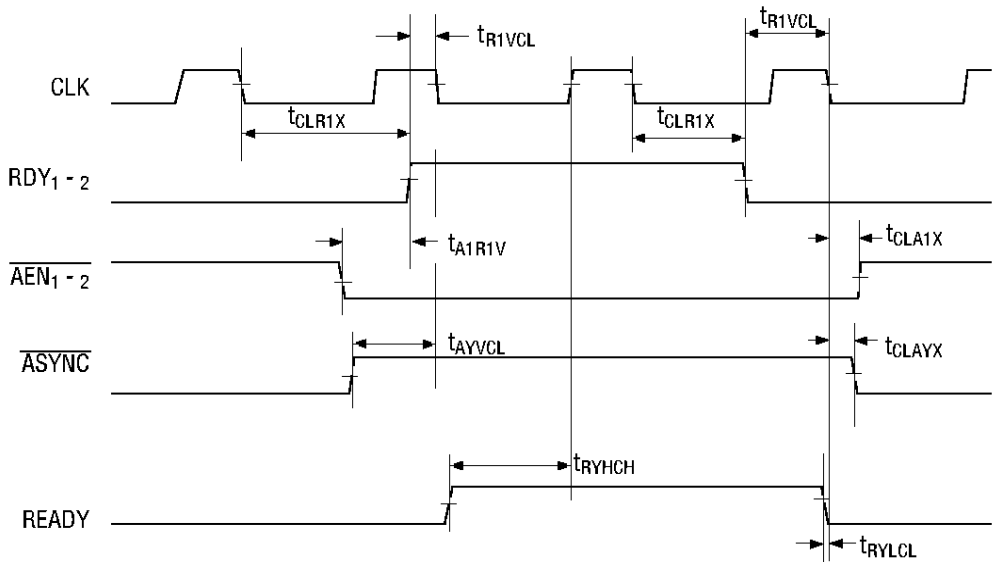 tR1VCL
tR1VCL
CLK
tCLR1X
tCLR1X
RDY1 - 2
tA1R1V
tCLA1X
AEN1 - 2
ASYNC
tAYVCL
tCLAYX
tRYHCH
READY
tRYLCL